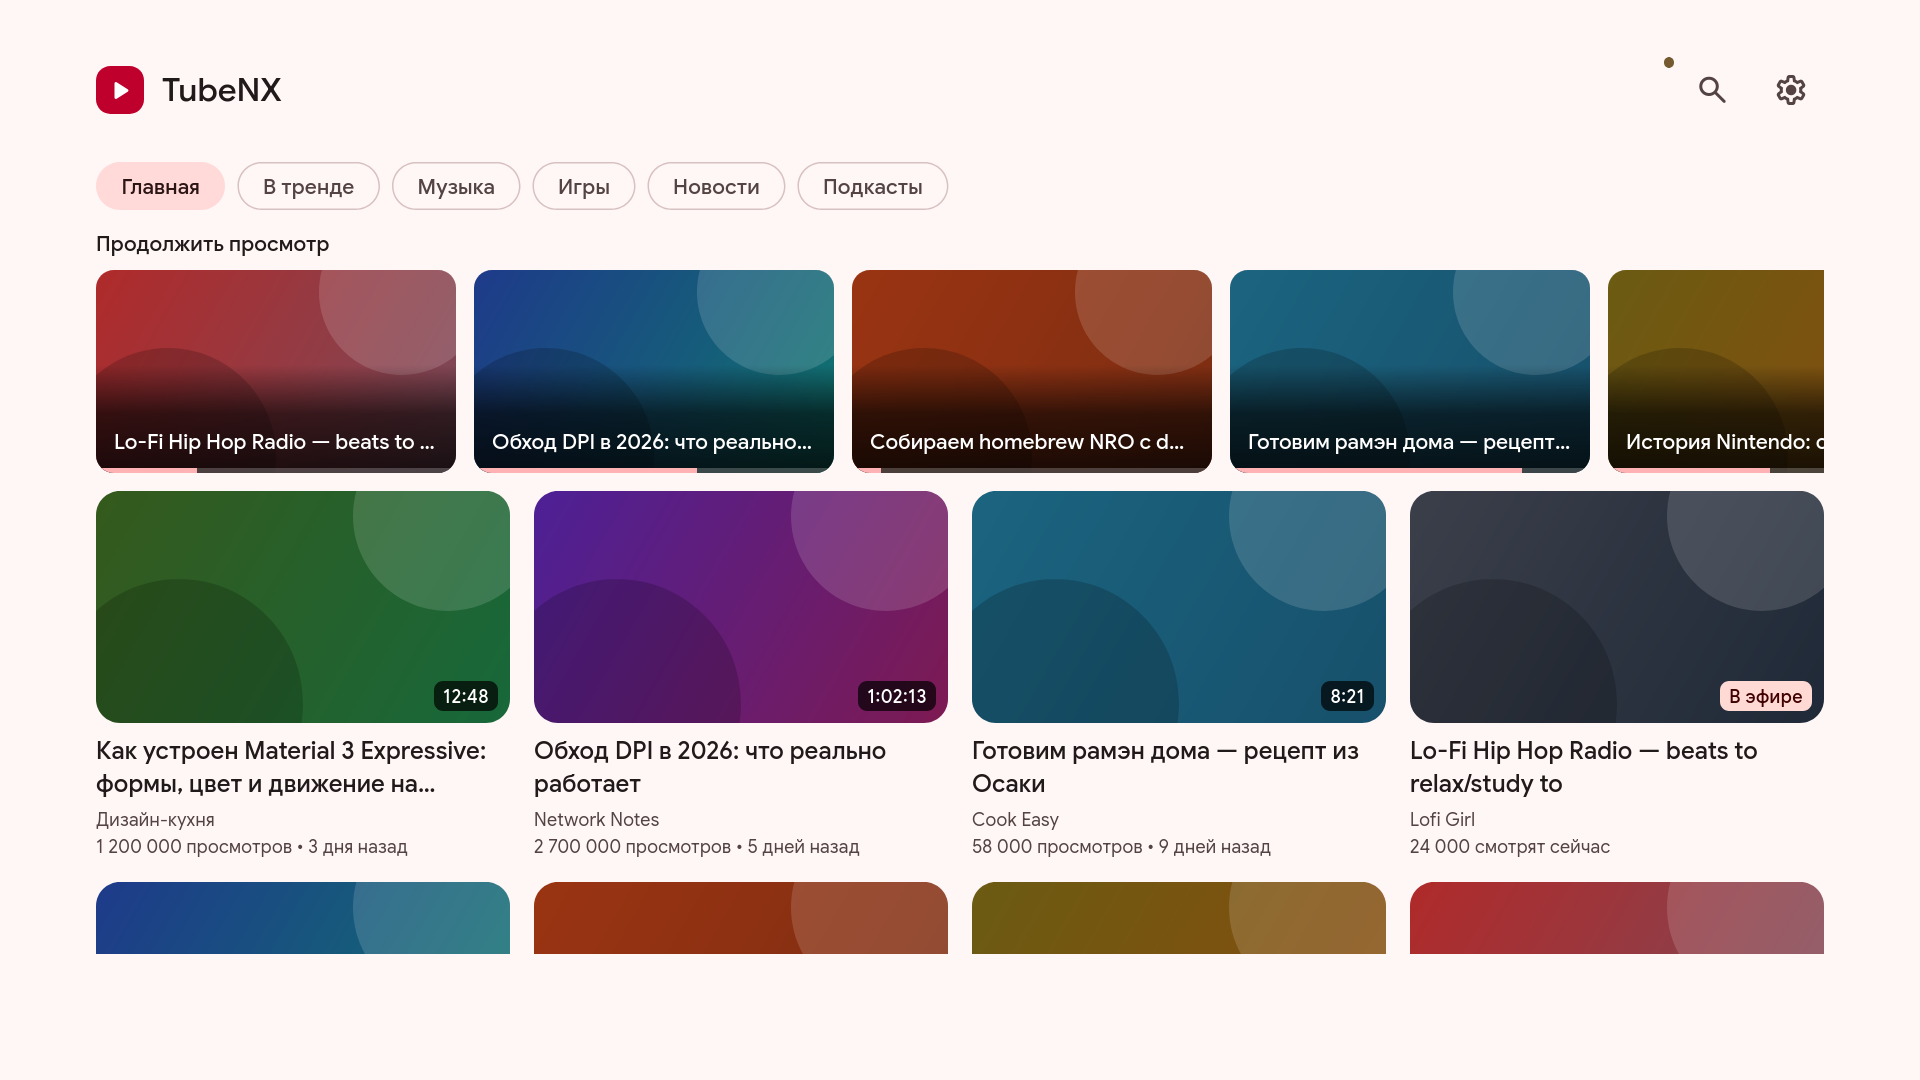 TubeNX
Главная
В тренде
Музыка
Игры
Новости
Подкасты
Продолжить просмотр
Lo-Fi Hip Hop Radio — beats to ...
Обход DPI в 2026: что реально...
Собираем homebrew NRO с d...
Готовим рамэн дома — рецепт...
История Nintendo:
12:48
1:02:13
8:21
В эфире
Как устроен Material 3 Expressive:
формы, цвет и движение на...
Обход DPI в 2026: что реально
работает
Готовим рамэн дома — рецепт из
Осаки
Lo-Fi Hip Hop Radio — beats to
relax/study to
Дизайн-кухня
Network Notes
Cook Easy
Lofi Girl
1 200 000 просмотров • 3 дня назад
2 700 000 просмотров • 5 дней назад
58 000 просмотров • 9 дней назад
24 000 смотрят сейчас